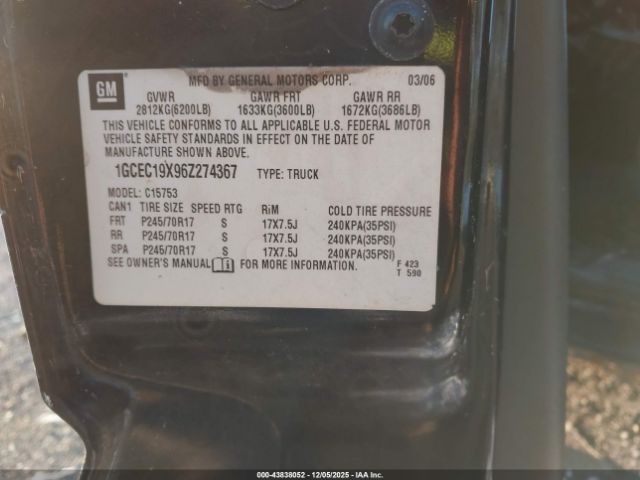 GM
MFD BY GENERAL MOTORS CORP. 03/06
GVWR GAWR FRT GAWR RR
2812KG(6200LB) 1633KG(3600LB) 1672KG(3686LB)
THIS VEHICLE CONFORMS TO ALL APPLICABLE U.S. FEDERAL MOTOR
VEHICLE SAFETY STANDARDS IN EFFECT ON THE DATE OF
MANUFACTURE SHOWN ABOVE.
1GCEC19X96Z274367 TYPE: TRUCK
MODEL: C15753
CAN1 TIRE SIZE SPEED RTG RiM COLD TIRE PRESSURE
FRT P245/70R17 S 17X7.5J 240KPA(35PSI)
RR P245/70R17 S 17X7.5J 240KPA(35PSI)
SPA P245/70R17 S 17X7.5J 240KPA(35PSI)
SEE OWNER'S MANUAL FOR MORE INFORMATION. F 423
T 590
000-43838052 - 12/05/2025 - IAA Inc.